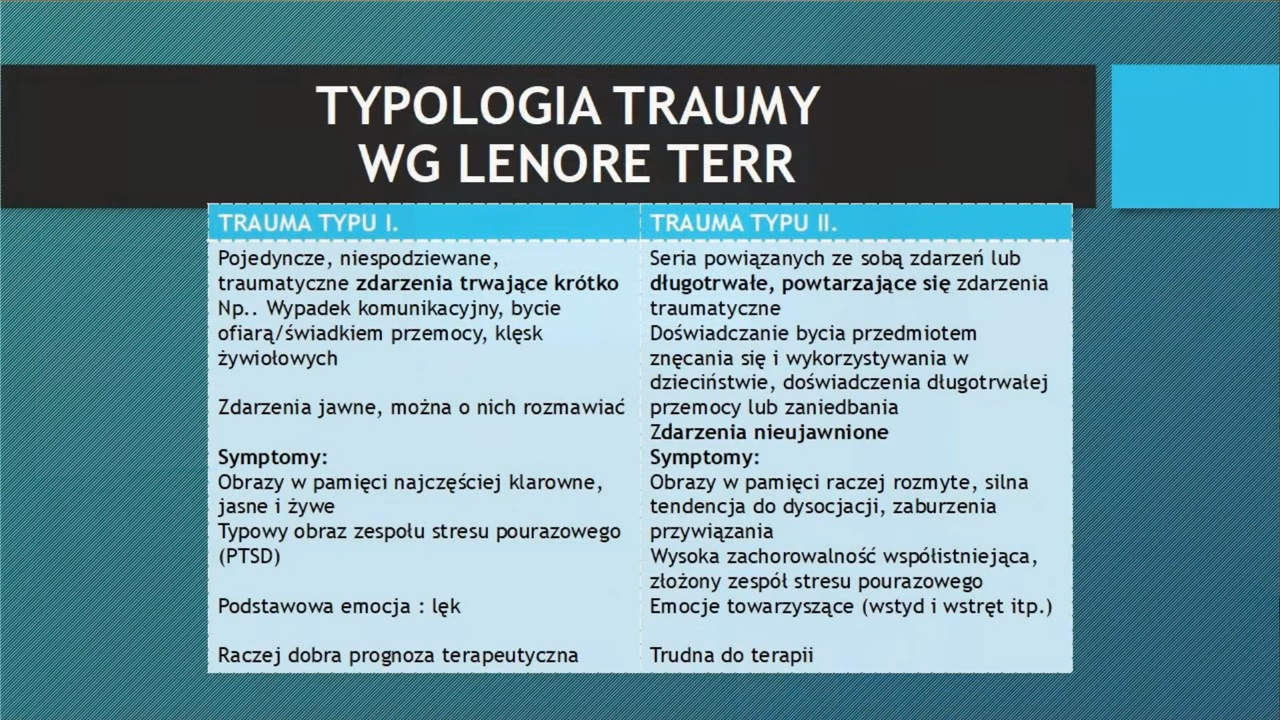 TYPOLOGIA TRAUMY
WG LENORE TERR
TRAUMA TYPU I.
Pojedyncze, niespodziewane,
traumatyczne zdarzenia trwające krótko
Np.. Wypadek komunikacyjny, bycie
ofiarą/świadkiem przemocy, klęsk
żywiołowych
Zdarzenia jawne, można o nich rozmawiać
Symptomy:
Obrazy w pamięci najczęściej klarowne,
jasne i żywe
Typowy obraz zespołu stresu pourazowego
(PTSD)
Podstawowa emocja : lęk
Raczej dobra prognoza terapeutyczna
TRAUMA TYPU II.
Seria powiązanych ze sobą zdarzeń lub
długotrwałe, powtarzające się zdarzenia
traumatyczne
Doświadczanie bycia przedmiotem
znęcania się i wykorzystywania w
dzieciństwie, doświadczenia długotrwałej
przemocy lub zaniedbania
Zdarzenia nieujawnione
Symptomy:
Obrazy w pamięci raczej rozmyte, silna
tendencja do dysocjacji, zaburzenia
przywiązania
Wysoka zachorowalność współistniejąca,
złożony zespół stresu pourazowego
Emocje towarzyszące (wstyd i wstręt itp.)
Trudna do terapii